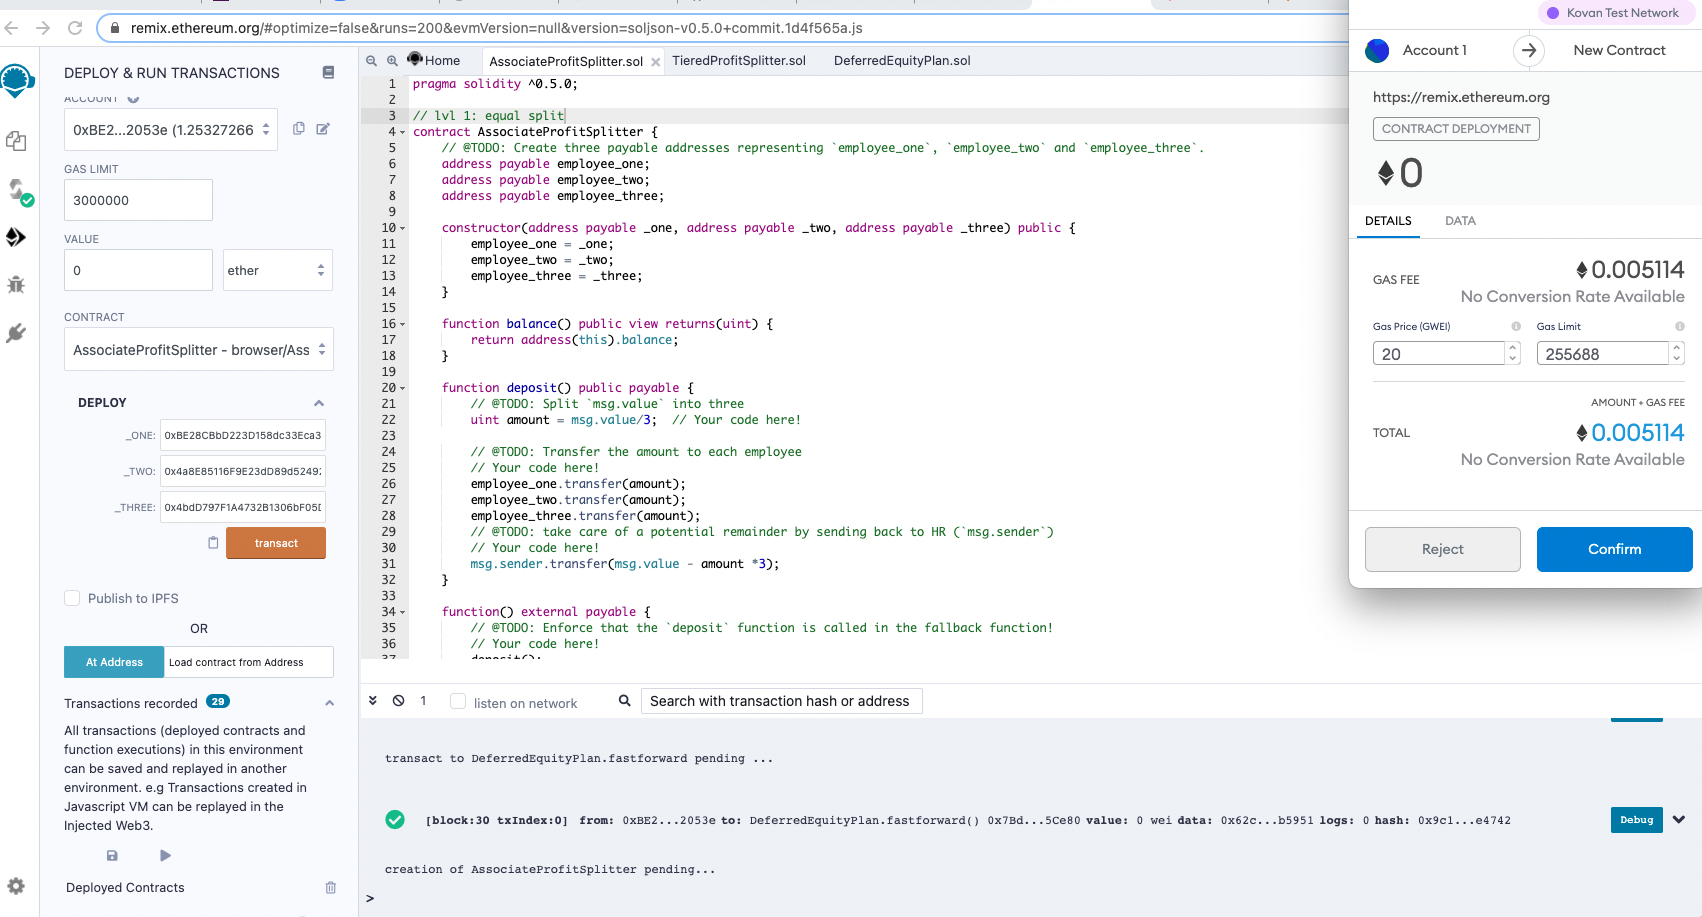 remix.ethereum.org/#optimize=false&runs=200&evmVersion=null&version=soljson-v0.5.0+commit.1d4f565a.js
DEPLOY & RUN TRANSACTIONS
ACCOUNT
0xBE2...2053e (1.25327266
GAS LIMIT
3000000
VALUE
0
ether
CONTRACT
AssociateProfitSplitter - browser/Ass
DEPLOY
_ONE: 0xBE28CBbD223D158dc33Eca3
_TWO: 0x4a8E85116F9E23dD89d5249
_THREE: 0x4bdD797F1A4732B1306bF05
transact
Publish to IPFS
OR
At Address
Load contract from Address
Transactions recorded 29
All transactions (deployed contracts and
function executions) in this environment
can be saved and replayed in another
environment. e.g Transactions created in
Javascript VM can be replayed in the
Injected Web3.
Deployed Contracts
Home
AssociateProfitSplitter.sol
TieredProfitSplitter.sol
DeferredEquityPlan.sol
1 pragma solidity ^0.5.0;
2
3 // lvl 1: equal split
4 contract AssociateProfitSplitter {
5 // @TODO: Create three payable addresses representing `employee_one`, `employee_two` and `employee_three`.
6 address payable employee_one;
7 address payable employee_two;
8 address payable employee_three;
9
10 constructor(address payable _one, address payable _two, address payable _three) public {
11 employee_one = _one;
12 employee_two = _two;
13 employee_three = _three;
14 }
15
16 function balance() public view returns(uint) {
17 return address(this).balance;
18 }
19
20 function deposit() public payable {
21 // @TODO: Split `msg.value` into three
22 uint amount = msg.value/3;  // Your code here!
23
24 // @TODO: Transfer the amount to each employee
25 // Your code here!
26 employee_one.transfer(amount);
27 employee_two.transfer(amount);
28 employee_three.transfer(amount);
29 // @TODO: take care of a potential remainder by sending back to HR (`msg.sender`)
30 // Your code here!
31 msg.sender.transfer(msg.value - amount *3);
32 }
33
34 function() external payable {
35 // @TODO: Enforce that the `deposit` function is called in the fallback function!
36 // Your code here!
37 deposit();
1
listen on network
Search with transaction hash or address
transact to DeferredEquityPlan.fastforward pending ...
[block:30 txIndex:0] from: 0xBE2...2053e to: DeferredEquityPlan.fastforward() 0x7Bd...5Ce80 value: 0 wei data: 0x62c...b5951 logs: 0 hash: 0x9c1...e4742
Debug
creation of AssociateProfitSplitter pending...
>
Kovan Test Network
Account 1
New Contract
https://remix.ethereum.org
CONTRACT DEPLOYMENT
0
DETAILS
DATA
GAS FEE
0.005114
No Conversion Rate Available
Gas Price (GWEI)
Gas Limit
20
255688
AMOUNT + GAS FEE
TOTAL
0.005114
No Conversion Rate Available
Reject
Confirm